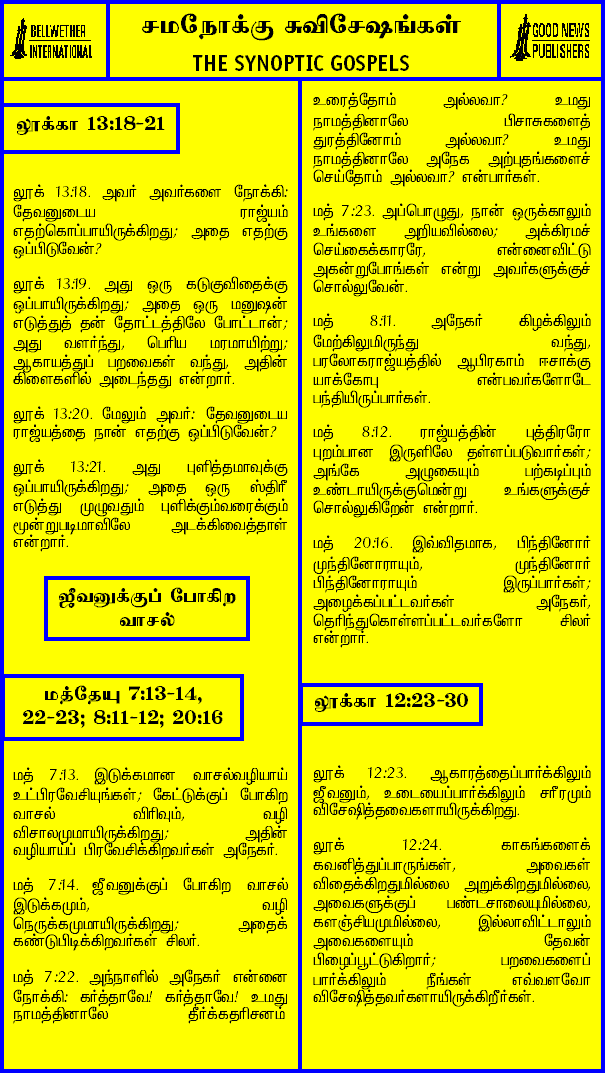 BELLWETHER
INTERNATIONAL
சமநோக்கு சுவிசேஷங்கள்
THE SYNOPTIC GOSPELS
GOOD NEWS
PUBLISHERS
லூக்கா 13:18-21
லூக் 13:18. அவர் அவர்களை நோக்கி:
தேவனுடைய ராஜ்யம்
எதற்கொப்பாயிருக்கிறது; அதை எதற்கு
ஒப்பிடுவேன்?
லூக் 13:19. அது ஒரு கடுகுவிதைக்கு
ஒப்பாயிருக்கிறது; அதை ஒரு மனுஷன்
எடுத்துத் தன் தோட்டத்திலே போட்டான்;
அது வளர்ந்து, பெரிய மரமாயிற்று;
ஆகாயத்துப் பறவைகள் வந்து, அதின்
கிளைகளில் அடைந்தது என்றார்.
லூக் 13:20. மேலும் அவர்: தேவனுடைய
ராஜ்யத்தை நான் எதற்கு ஒப்பிடுவேன்?
லூக் 13:21. அது புளித்தமாவுக்கு
ஒப்பாயிருக்கிறது; அதை ஒரு ஸ்திரீ
எடுத்து முழுவதும் புளிக்கும்வரைக்கும்
மூன்றுபடிமாவிலே அடக்கிவைத்தாள்
என்றார்.
ஜீவனுக்குப் போகிற
வாசல்
மத்தேயு 7:13-14,
22-23; 8:11-12; 20:16
மத் 7:13. இடுக்கமான வாசல்வழியாய்
உட்பிரவேசியுங்கள்; கேட்டுக்குப் போகிற
வாசல் விரிவும், வழி
விசாலமுமாயிருக்கிறது; அதின்
வழியாய்ப் பிரவேசிக்கிறவர்கள் அநேகர்.
மத் 7:14. ஜீவனுக்குப் போகிற வாசல்
இடுக்கமும், வழி
நெருக்கமுமாயிருக்கிறது; அதைக்
கண்டுபிடிக்கிறவர்கள் சிலர்.
மத் 7:22. அந்நாளில் அநேகர் என்னை
நோக்கி: கர்த்தாவே! கர்த்தாவே! உமது
நாமத்தினாலே தீர்க்கதரிசனம்
உரைத்தோம் அல்லவா? உமது
நாமத்தினாலே பிசாசுகளைத்
துரத்தினோம் அல்லவா? உமது
நாமத்தினாலே அநேக அற்புதங்களைச்
செய்தோம் அல்லவா? என்பார்கள்.
மத் 7:23. அப்பொழுது, நான் ஒருக்காலும்
உங்களை அறியவில்லை; அக்கிரமச்
செய்கைக்காரரே, என்னைவிட்டு
அகன்றுபோங்கள் என்று அவர்களுக்குச்
சொல்லுவேன்.
மத் 8:11. அநேகர் கிழக்கிலும்
மேற்கிலுமிருந்து வந்து,
பரலோகராஜ்யத்தில் ஆபிரகாம் ஈசாக்கு
யாக்கோபு என்பவர்களோடே
பந்தியிருப்பார்கள்.
மத் 8:12. ராஜ்யத்தின் புத்திரரோ
புறம்பான இருளிலே தள்ளப்படுவார்கள்;
அங்கே அழுகையும் பற்கடிப்பும்
உண்டாயிருக்குமென்று உங்களுக்குச்
சொல்லுகிறேன் என்றார்.
மத் 20:16. இவ்விதமாக, பிந்தினோர்
முந்தினோராயும், முந்தினோர்
பிந்தினோராயும் இருப்பார்கள்;
அழைக்கப்பட்டவர்கள் அநேகர்,
தெரிந்துகொள்ளப்பட்டவர்களோ சிலர்
என்றார்.
லூக்கா 12:23-30
லூக் 12:23. ஆகாரத்தைப்பார்க்கிலும்
ஜீவனும், உடையைப்பார்க்கிலும் சரீரமும்
விசேஷித்தவைகளாயிருக்கிறது.
லூக் 12:24. காகங்களைக்
கவனித்துப்பாருங்கள், அவைகள்
விதைக்கிறதுமில்லை அறுக்கிறதுமில்லை,
அவைகளுக்குப் பண்டசாலையுமில்லை,
களஞ்சியமுமில்லை, இல்லாவிட்டாலும்
அவைகளையும் தேவன்
பிழைப்பூட்டுகிறார்; பறவைகளைப்
பார்க்கிலும் நீங்கள் எவ்வளவோ
விசேஷித்தவர்களாயிருக்கிறீர்கள்.